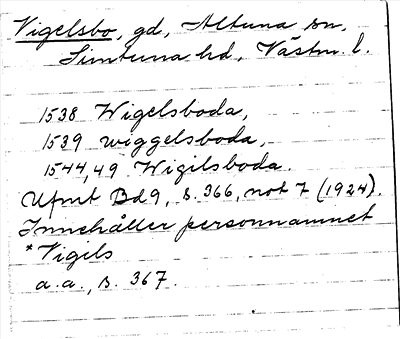 Vigelsbo, gd, Altuna sn,
Simtuna hd, Västm. l.
1538 Wigelsboda,
1539 wiggelsboda,
1544,49 Wigilsboda.
Ufmt Bd 9, s. 366, not 7 (1924).
Innehåller personnamnet
*Vigils
a.a., s. 367.